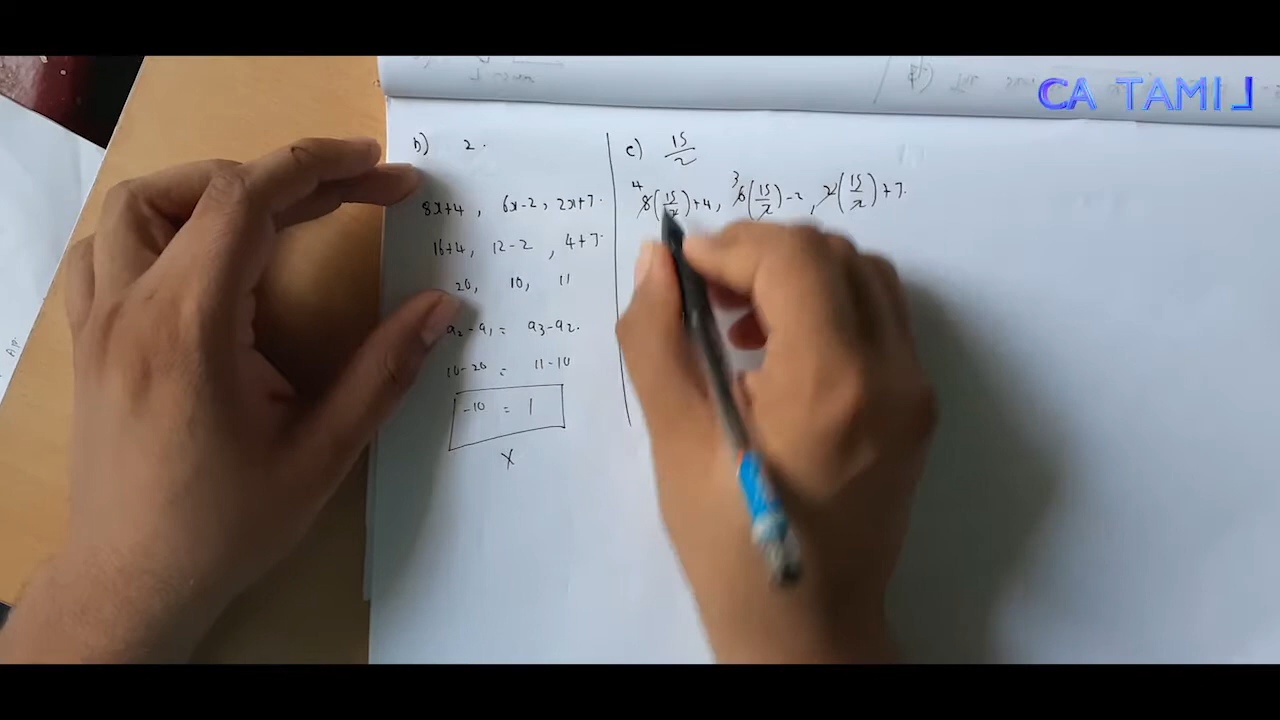 CA TAMIL
b) 2.
8x+4, 6x-2, 2x+7.
16+4, 12-2, 4+7.
20, 10, 11
a2-a1 = a3-a2.
10-20 = 11-10
-10 = 1
X
c) 15/2
4 8(15/2)+4, 3 6(15/2)-2, 2(15/2)+7.